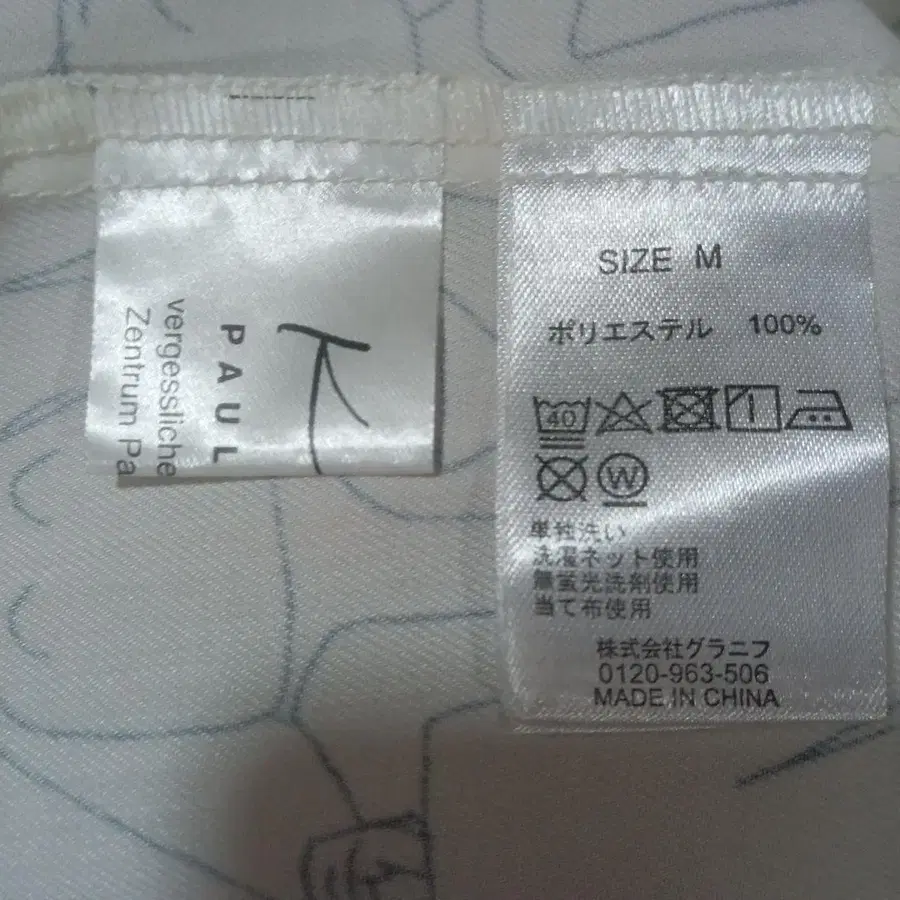 K
PAUL
vergessliche
Zentrum Pa
SIZE M
ポリエステル 100%
40
W
単独洗い
洗濯ネット使用
無蛍光洗剤使用
当て布使用
株式会社グラニフ
0120-963-506
MADE IN CHINA